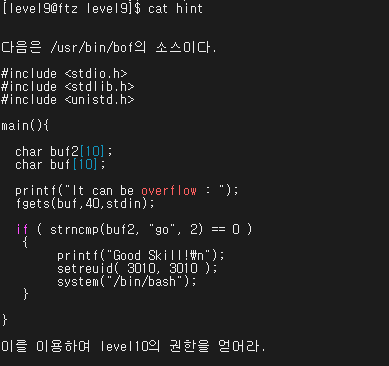 [level9@ftz level9]$ cat hint
다음은 /usr/bin/bof의 소스이다.
#include <stdio.h>
#include <stdlib.h>
#include <unistd.h>
main(){
char buf2[10];
char buf[10];
printf("It can be overflow : ");
fgets(buf,40,stdin);
if ( strncmp(buf2, "go", 2) == 0 )
{
printf("Good Skill!₩n");
setreuid( 3010, 3010 );
system("/bin/bash");
}
}
이를 이용하여 level10의 권한을 얻어라.